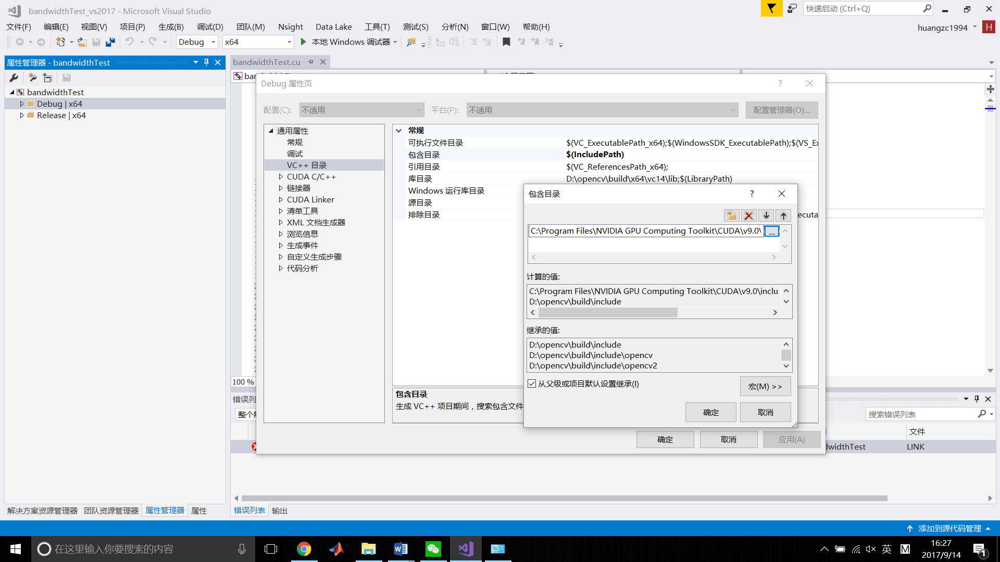 bandwidthTest_vs2017 - Microsoft Visual Studio
快速启动 (Ctrl+Q)
文件(F) 编辑(E) 视图(V) 项目(P) 生成(B) 调试(D) 团队(M) Nsight Data Lake 工具(T) 测试(S) 分析(N) 窗口(W) 帮助(H)
huangzc1994 H
Debug x64 本地 Windows 调试器
属性管理器 - bandwidthTest
bandwidthTest
Debug | x64
Release | x64
bandwidthTest.cu
Debug 属性页
? 
配置(C): 不适用 平台(P): 不适用 配置管理器(O)...
通用属性
常规
调试
VC++ 目录
CUDA C/C++
链接器
CUDA Linker
清单工具
XML 文档生成器
浏览信息
生成事件
自定义生成步骤
代码分析
常规
可执行文件目录 $(VC_ExecutablePath_x64);$(WindowsSDK_ExecutablePath);$(VS_Ex
包含目录 $(IncludePath)
引用目录 $(VC_ReferencesPath_x64);
库目录 D:\opencv\build\x64\vc14\lib;$(LibraryPath)
Windows 运行库目录
源目录
排除目录 ecuta
包含目录
生成 VC++ 项目期间，搜索包含文件
确定 取消 应用(A)
包含目录
?
C:\Program Files\NVIDIA GPU Computing Toolkit\CUDA\v9.0\ ...
计算的值:
C:\Program Files\NVIDIA GPU Computing Toolkit\CUDA\v9.0\inclu
D:\opencv\build\include
继承的值:
D:\opencv\build\include
D:\opencv\build\include\opencv
D:\opencv\build\include\opencv2
从父级或项目默认设置继承(I)
宏(M) >>
确定 取消
100 %
错误列
整个
搜索错误列表
文件
dwidthTest LINK
解决方案资源管理器 团队资源管理器 属性管理器 属性
错误列表 输出
添加到源代码管理
在这里输入你要搜索的内容
英 M
16:27
2017/9/14
1